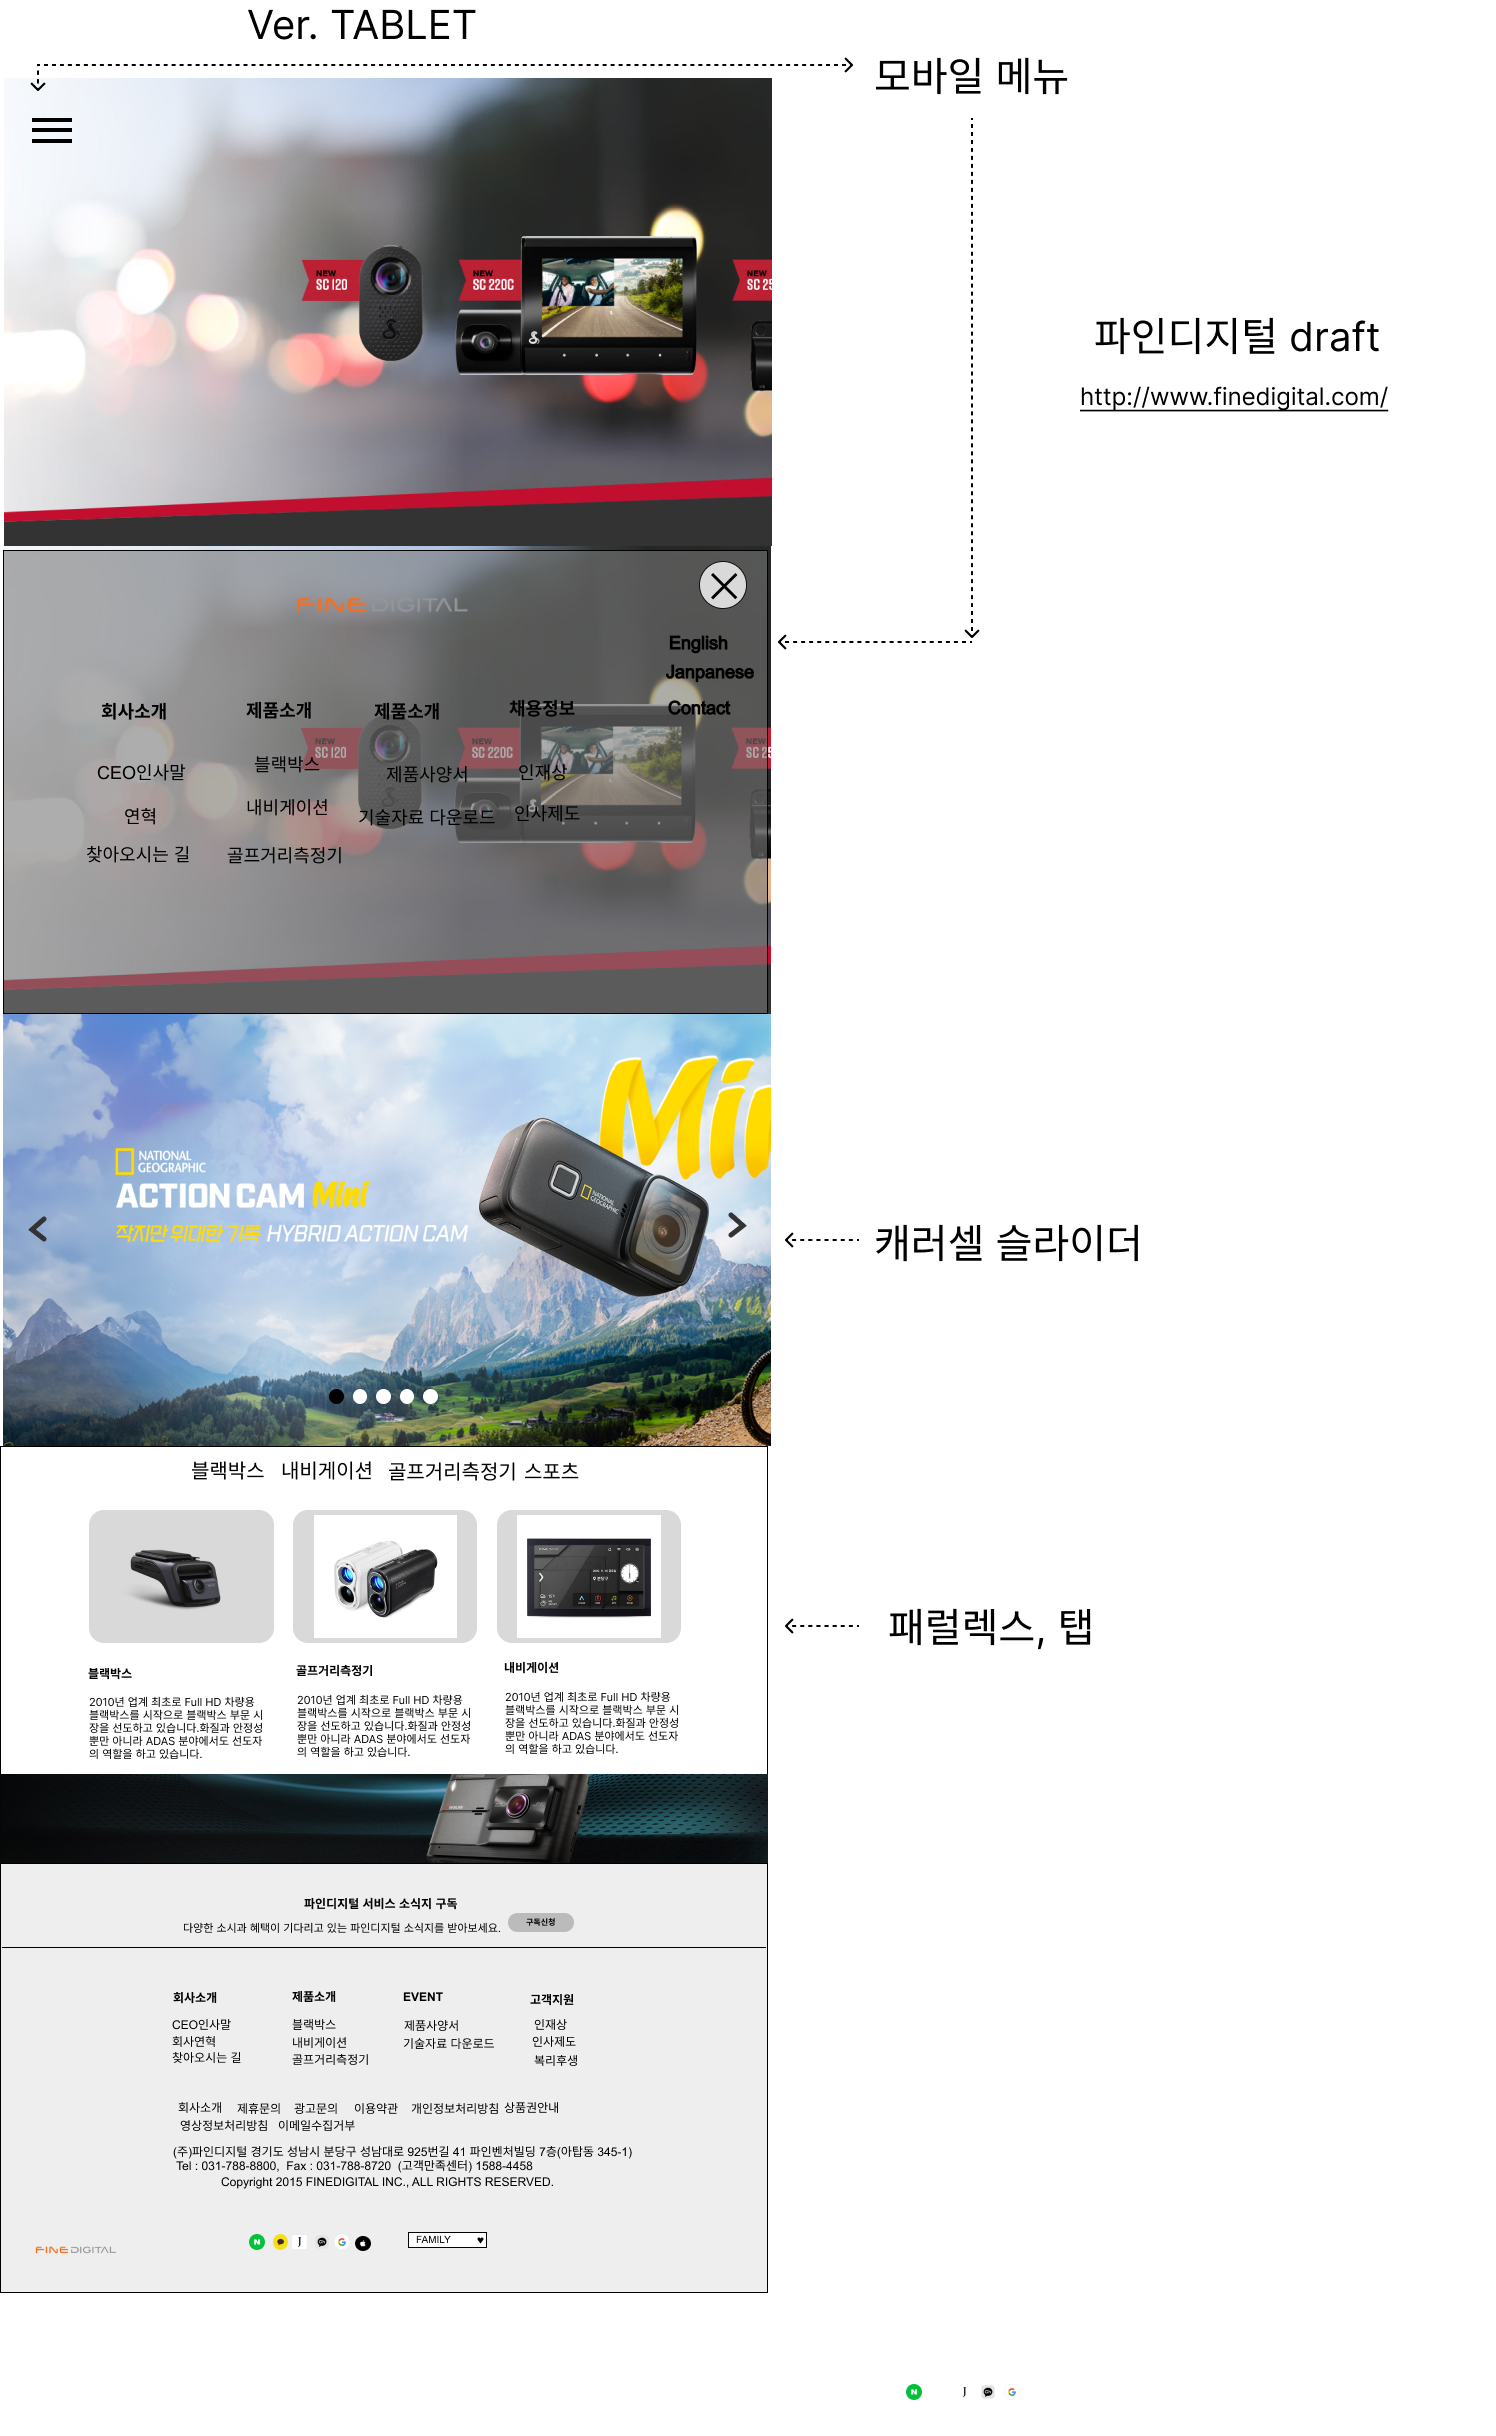 Ver. TABLET
모바일 메뉴
NEW
SC 120
NEW
SC 220C
NEW
파인디지털 draft
http://www.finedigital.com/
FINEDIGITAL
English
Janpanese
Contact
회사소개
제품소개
제품소개
채용정보
NEW
SC 120
NEW
SC 220C
NEW
CEO인사말
블랙박스
제품사양서
인재상
연혁
내비게이션
기술자료 다운로드
인사제도
찾아오시는 길
골프거리측정기
Mini
NATIONAL
GEOGRAPHIC
ACTION CAM Mini
작지만 위대한 기록 HYBRID ACTION CAM
NATIONAL
GEOGRAPHIC
캐러셀 슬라이더
블랙박스 내비게이션 골프거리측정기 스포츠
패럴렉스, 탭
블랙박스
2010년 업계 최초로 Full HD 차량용
블랙박스를 시작으로 블랙박스 부문 시
장을 선도하고 있습니다.화질과 안정성
뿐만 아니라 ADAS 분야에서도 선도자
의 역할을 하고 있습니다.
골프거리측정기
2010년 업계 최초로 Full HD 차량용
블랙박스를 시작으로 블랙박스 부문 시
장을 선도하고 있습니다.화질과 안정성
뿐만 아니라 ADAS 분야에서도 선도자
의 역할을 하고 있습니다.
내비게이션
2010년 업계 최초로 Full HD 차량용
블랙박스를 시작으로 블랙박스 부문 시
장을 선도하고 있습니다.화질과 안정성
뿐만 아니라 ADAS 분야에서도 선도자
의 역할을 하고 있습니다.
파인디지털 서비스 소식지 구독
다양한 소시과 혜택이 기다리고 있는 파인디지털 소식지를 받아보세요.
구독신청
회사소개
CEO인사말
회사연혁
찾아오시는 길
제품소개
블랙박스
내비게이션
골프거리측정기
EVENT
제품사양서
기술자료 다운로드
고객지원
인재상
인사제도
복리후생
회사소개 제휴문의 광고문의 이용약관 개인정보처리방침 상품권안내
영상정보처리방침 이메일수집거부
(주)파인디지털 경기도 성남시 분당구 성남대로 925번길 41 파인벤처빌딩 7층(아탑동 345-1)
Tel : 031-788-8800, Fax : 031-788-8720 (고객만족센터) 1588-4458
Copyright 2015 FINEDIGITAL INC., ALL RIGHTS RESERVED.
FINEDIGITAL
N
J
G
FAMILY ♥
N
J
G